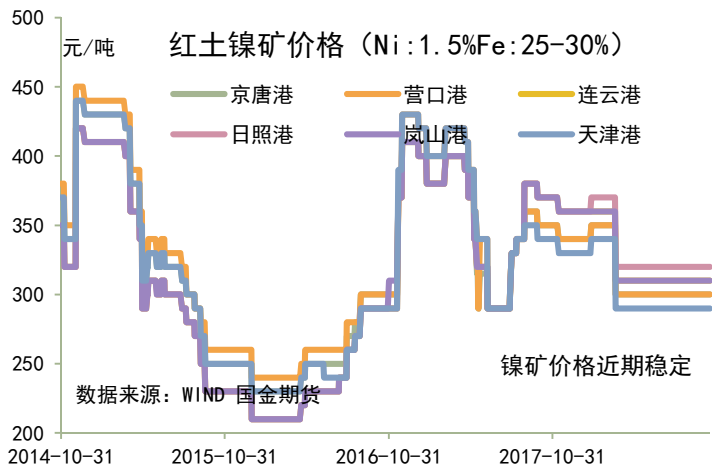 红土镍矿价格（Ni:1.5%Fe:25-30%）
元/吨
京唐港
营口港
连云港
日照港
岚山港
天津港
500
450
400
350
300
250
200
镍矿价格近期稳定
数据来源：WIND 国金期货
2014-10-31
2015-10-31
2016-10-31
2017-10-31